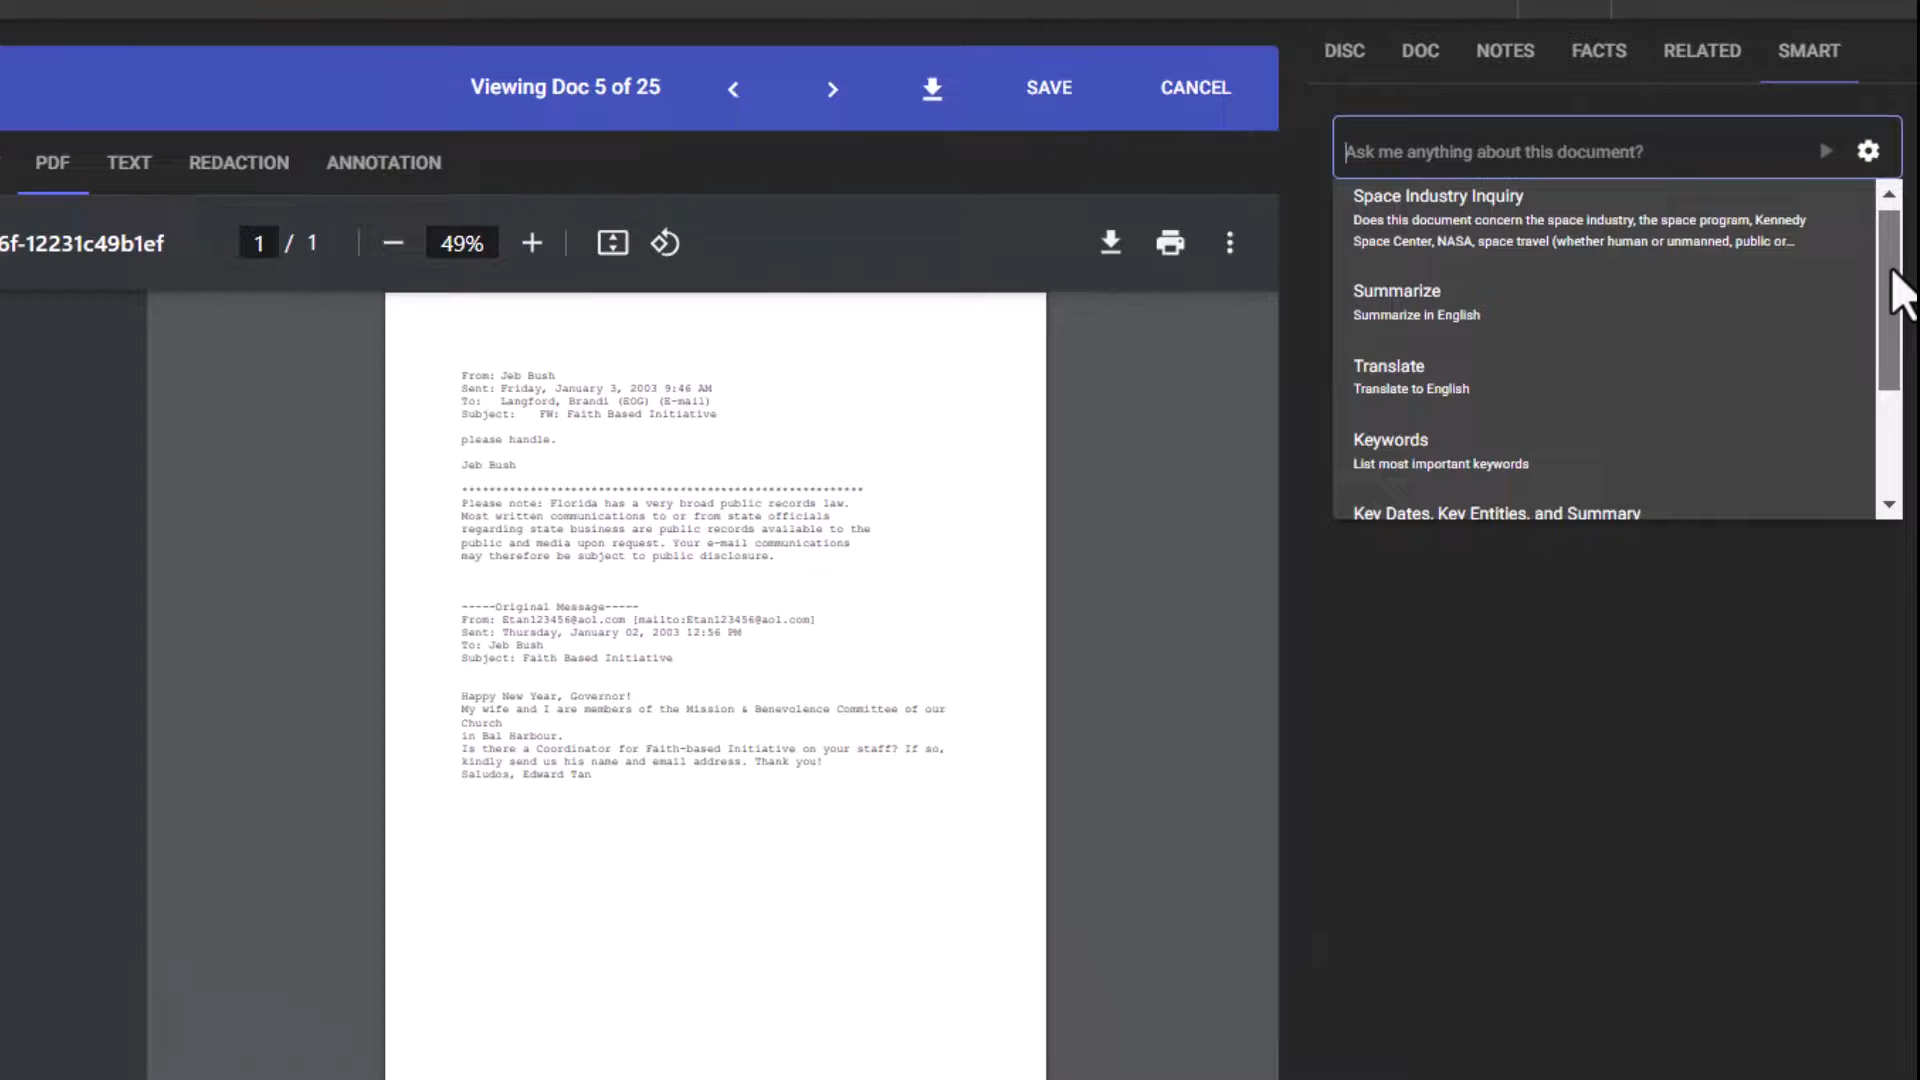 Viewing Doc 5 of 25
SAVE
CANCEL
PDF
TEXT
REDACTION
ANNOTATION
6f-12231c49b1ef
1 / 1
49%
From: Jeb Bush
Sent: Friday, January 3, 2003 9:46 AM
To: Langford, Brandi (EOG) (E-mail)
Subject: FW: Faith Based Initiative
please handle.
Jeb Bush
***********************************************************
Please note: Florida has a very broad public records law.
Most written communications to or from state officials
regarding state business are public records available to the
public and media upon request. Your e-mail communications
may therefore be subject to public disclosure.
-----Original Message-----
From: Etan123456@aol.com [mailto:Etan123456@aol.com]
Sent: Thursday, January 02, 2003 12:56 PM
To: Jeb Bush
Subject: Faith Based Initiative
Happy New Year, Governor!
My wife and I are members of the Mission & Benevolence Committee of our
Church
in Bal Harbour.
Is there a Coordinator for Faith-based Initiative on your staff? If so,
kindly send us his name and email address. Thank you!
Saludos, Edward Tan
DISC
DOC
NOTES
FACTS
RELATED
SMART
Ask me anything about this document?
Space Industry Inquiry
Does this document concern the space industry, the space program, Kennedy
Space Center, NASA, space travel (whether human or unmanned, public or...
Summarize
Summarize in English
Translate
Translate to English
Keywords
List most important keywords
Key Dates, Key Entities, and Summary